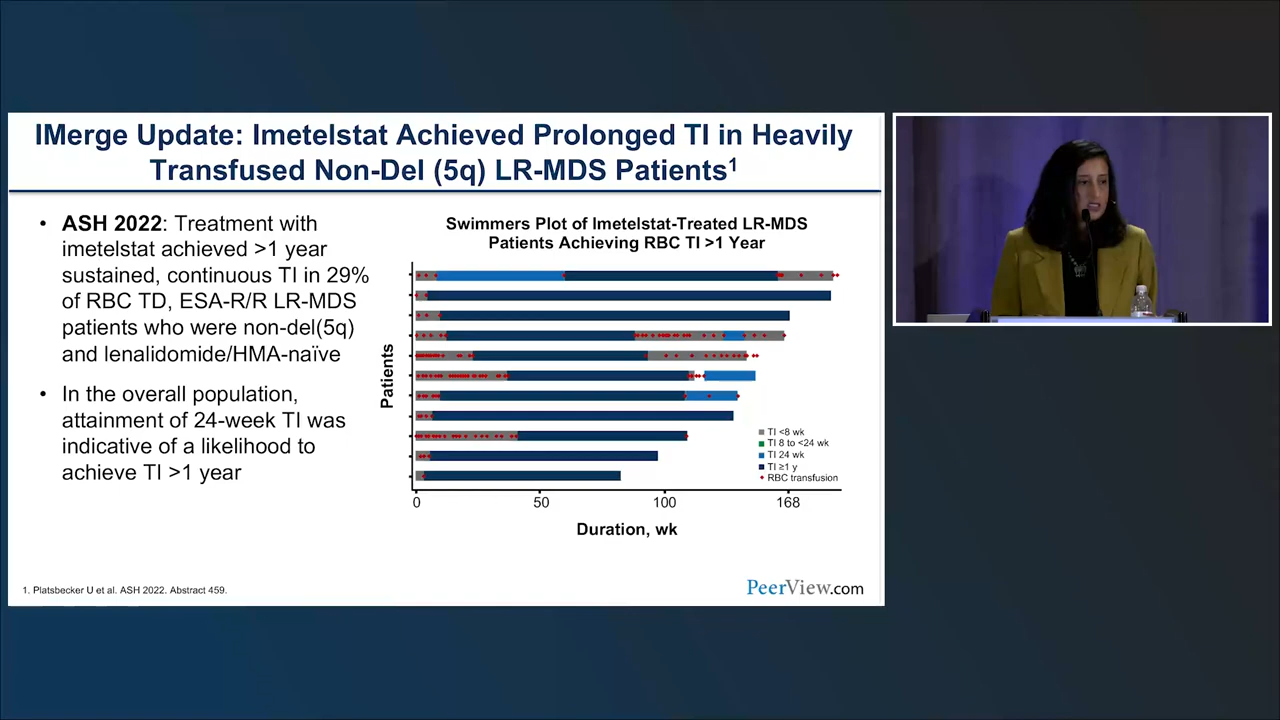 IMerge Update: Imetelstat Achieved Prolonged TI in Heavily
Transfused Non-Del (5q) LR-MDS Patients1
• ASH 2022: Treatment with
imetelstat achieved >1 year
sustained, continuous TI in 29%
of RBC TD, ESA-R/R LR-MDS
patients who were non-del(5q)
and lenalidomide/HMA-naïve
• In the overall population,
attainment of 24-week TI was
indicative of a likelihood to
achieve TI >1 year
Swimmers Plot of Imetelstat-Treated LR-MDS
Patients Achieving RBC TI >1 Year
Patients
TI <8 wk
TI 8 to <24 wk
TI 24 wk
TI ≥1 y
RBC transfusion
0 50 100 168
Duration, wk
1. Platsbecker U et al. ASH 2022. Abstract 459.
PeerView.com